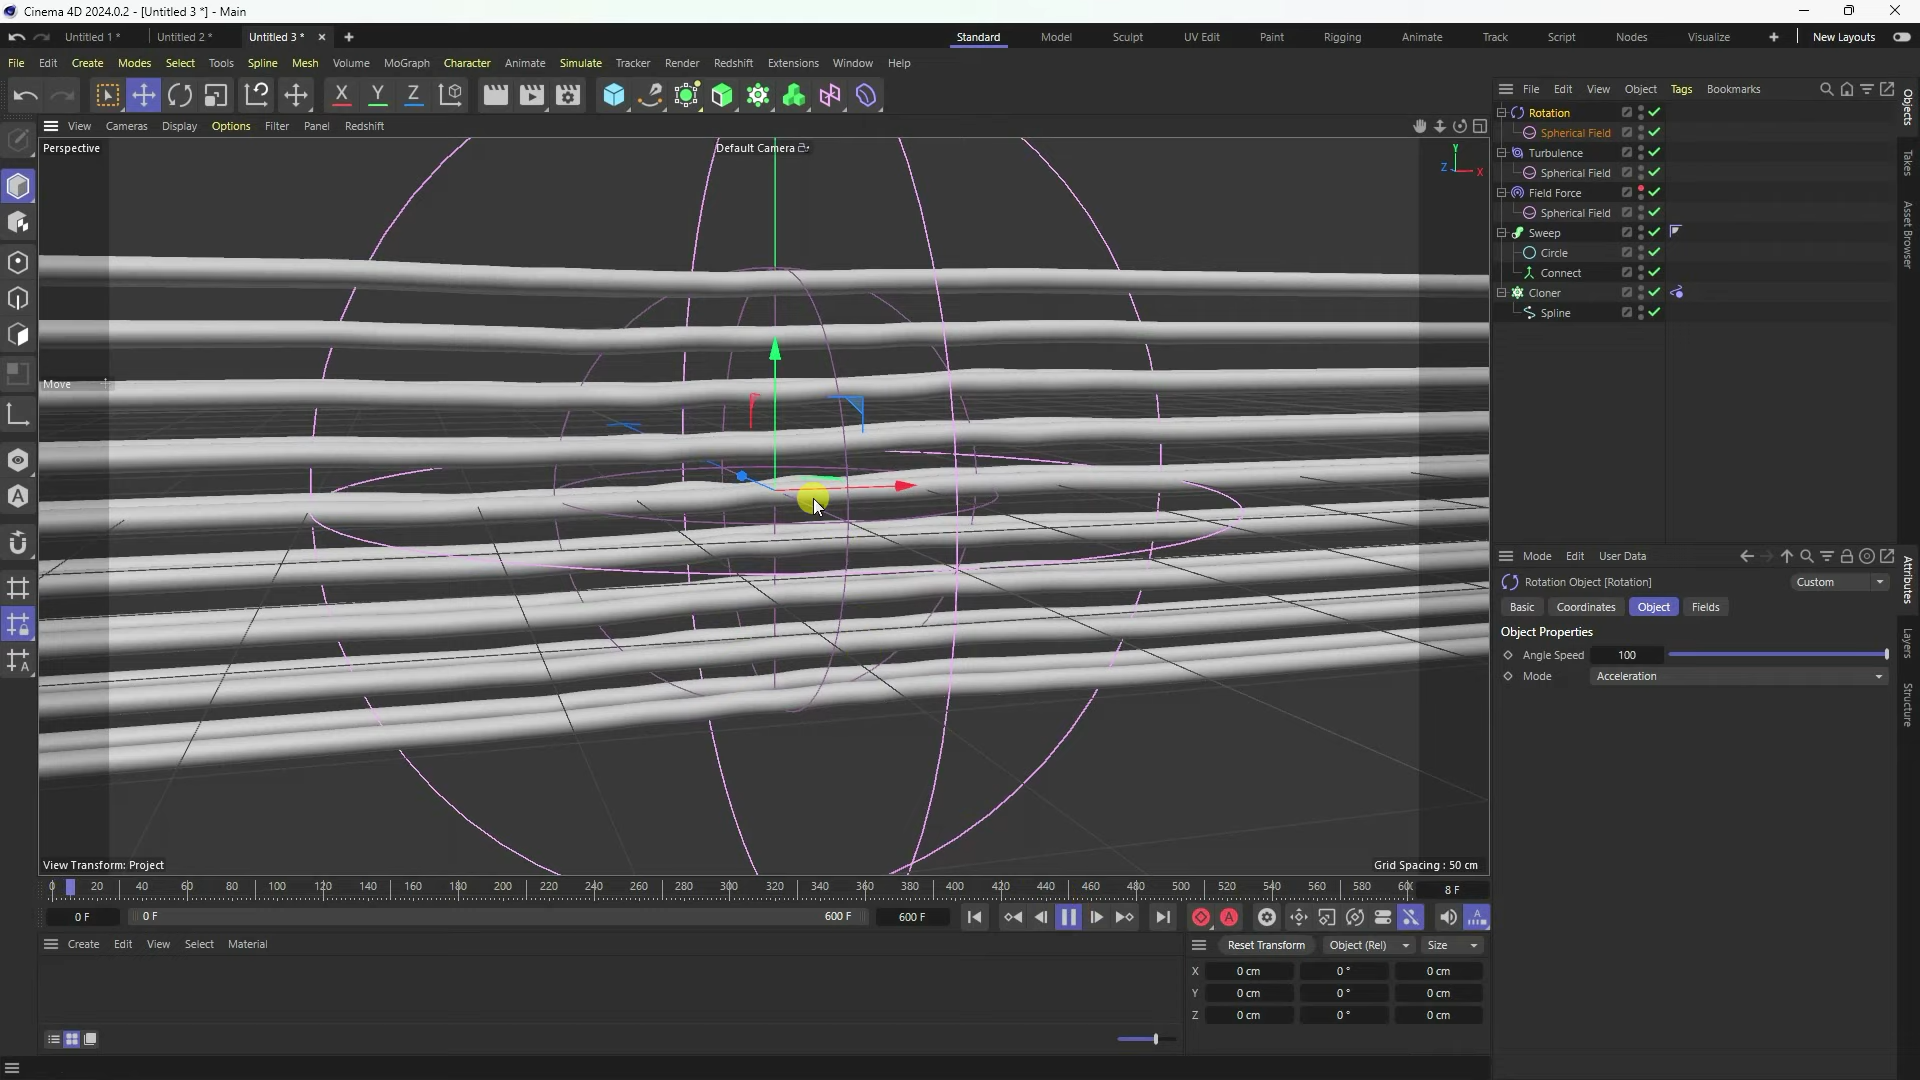 Cinema 4D 2024.0.2 - [Untitled 3 *] - Main
Untitled 1 *
Untitled 2 *
Untitled 3 *
Standard
Model
Sculpt
UV Edit
Paint
Rigging
Animate
Track
Script
Nodes
Visualize
New Layouts
File Edit Create Modes Select Tools Spline Mesh Volume MoGraph Character Animate Simulate Tracker Render Redshift Extensions Window Help
X Y Z
File Edit View Object Tags Bookmarks
View Cameras Display Options Filter Panel Redshift
Perspective
Default Camera
Y
Z
X
Move
Rotation
Spherical Field
Turbulence
Spherical Field
Field Force
Spherical Field
Sweep
Circle
Connect
Cloner
Spline
Objects
Takes
Asset Browser
Mode Edit User Data
Rotation Object [Rotation]
Custom
Basic Coordinates Object Fields
Object Properties
Angle Speed 100
Mode Acceleration
Attributes
Layers
Structure
View Transform: Project
Grid Spacing : 50 cm
0 20 40 60 80 100 120 140 160 180 200 220 240 260 280 300 320 340 360 380 400 420 440 460 480 500 520 540 560 580 60
8 F
0 F
0 F
600 F
600 F
Create Edit View Select Material
Reset Transform
Object (Rel)
Size
X 0 cm 0 ° 0 cm
Y 0 cm 0 ° 0 cm
Z 0 cm 0 ° 0 cm